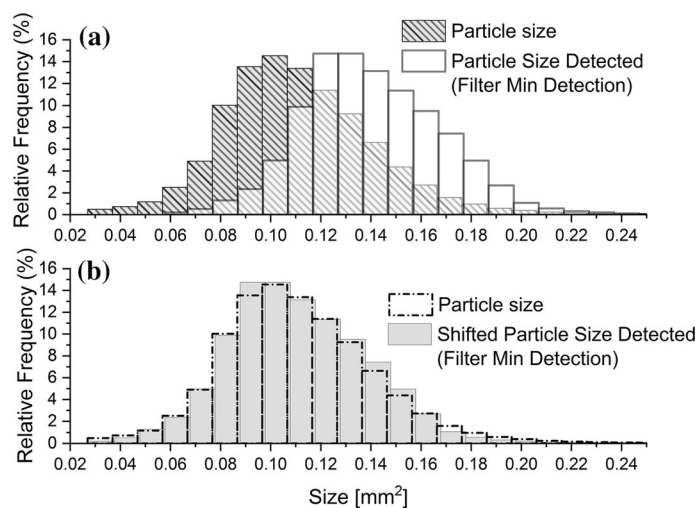 (a)
Particle size
Particle Size Detected
(Filter Min Detection)
Relative Frequency (%)
16
14
12
10
8
6
4
2
0
0.02 0.04 0.06 0.08 0.10 0.12 0.14 0.16 0.18 0.20 0.22 0.24
(b)
Particle size
Shifted Particle Size Detected
(Filter Min Detection)
Relative Frequency (%)
16
14
12
10
8
6
4
2
0
0.02 0.04 0.06 0.08 0.10 0.12 0.14 0.16 0.18 0.20 0.22 0.24
Size [mm²]